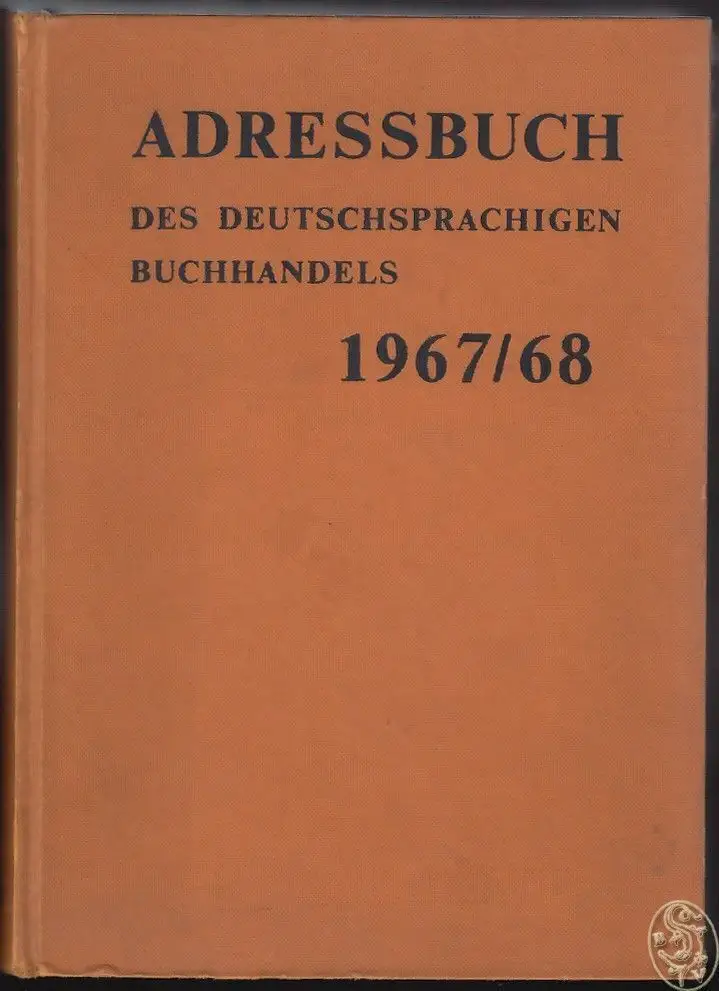 ADRESSBUCH
DES DEUTSCHSPRACHIGEN
BUCHHANDELS
1967/68